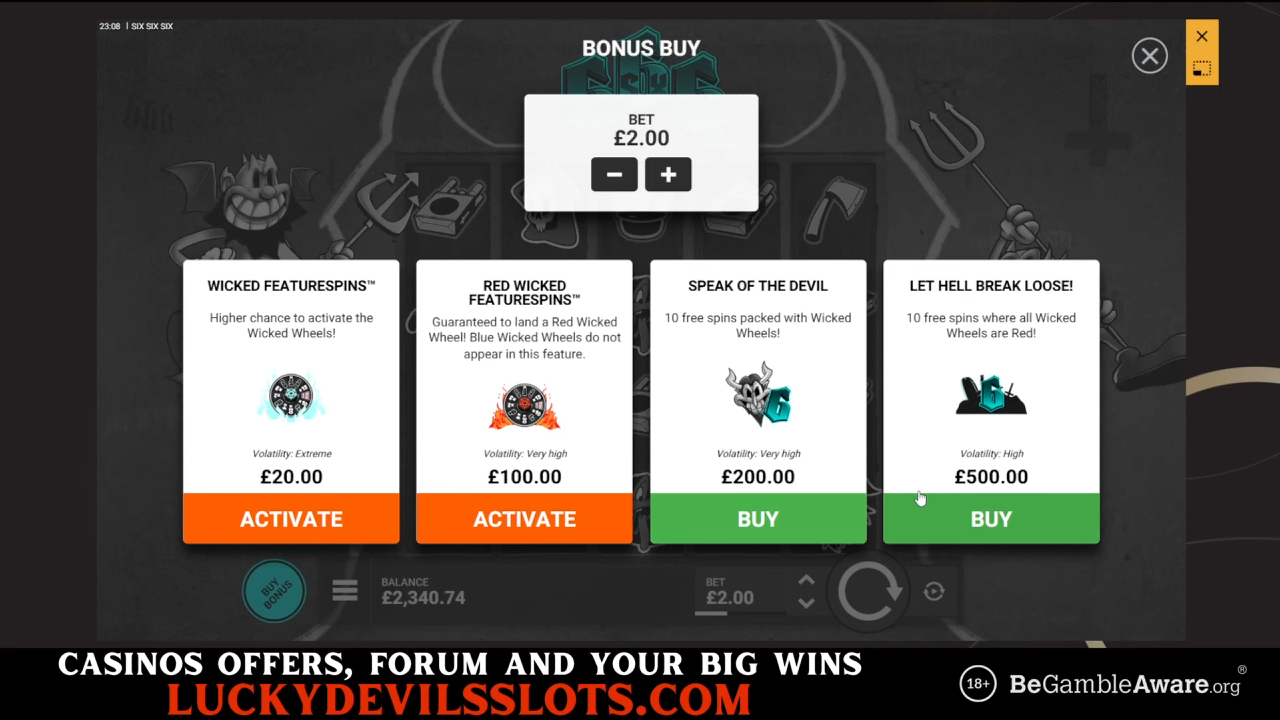 23:08 | SIX SIX SIX
BONUS BUY
BET
£2.00
−
+
WICKED FEATURESPINS™
Higher chance to activate the
Wicked Wheels!
Volatility: Extreme
£20.00
ACTIVATE
RED WICKED
FEATURESPINS™
Guaranteed to land a Red Wicked
Wheel! Blue Wicked Wheels do not
appear in this feature.
Volatility: Very high
£100.00
ACTIVATE
SPEAK OF THE DEVIL
10 free spins packed with Wicked
Wheels!
6
Volatility: Very high
£200.00
BUY
LET HELL BREAK LOOSE!
10 free spins where all Wicked
Wheels are Red!
6
Volatility: High
£500.00
BUY
BUY
BONUS
BALANCE
£2,340.74
BET
£2.00
CASINOS OFFERS, FORUM AND YOUR BIG WINS
LUCKYDEVILSSLOTS.COM
18+
BeGambleAware.org®